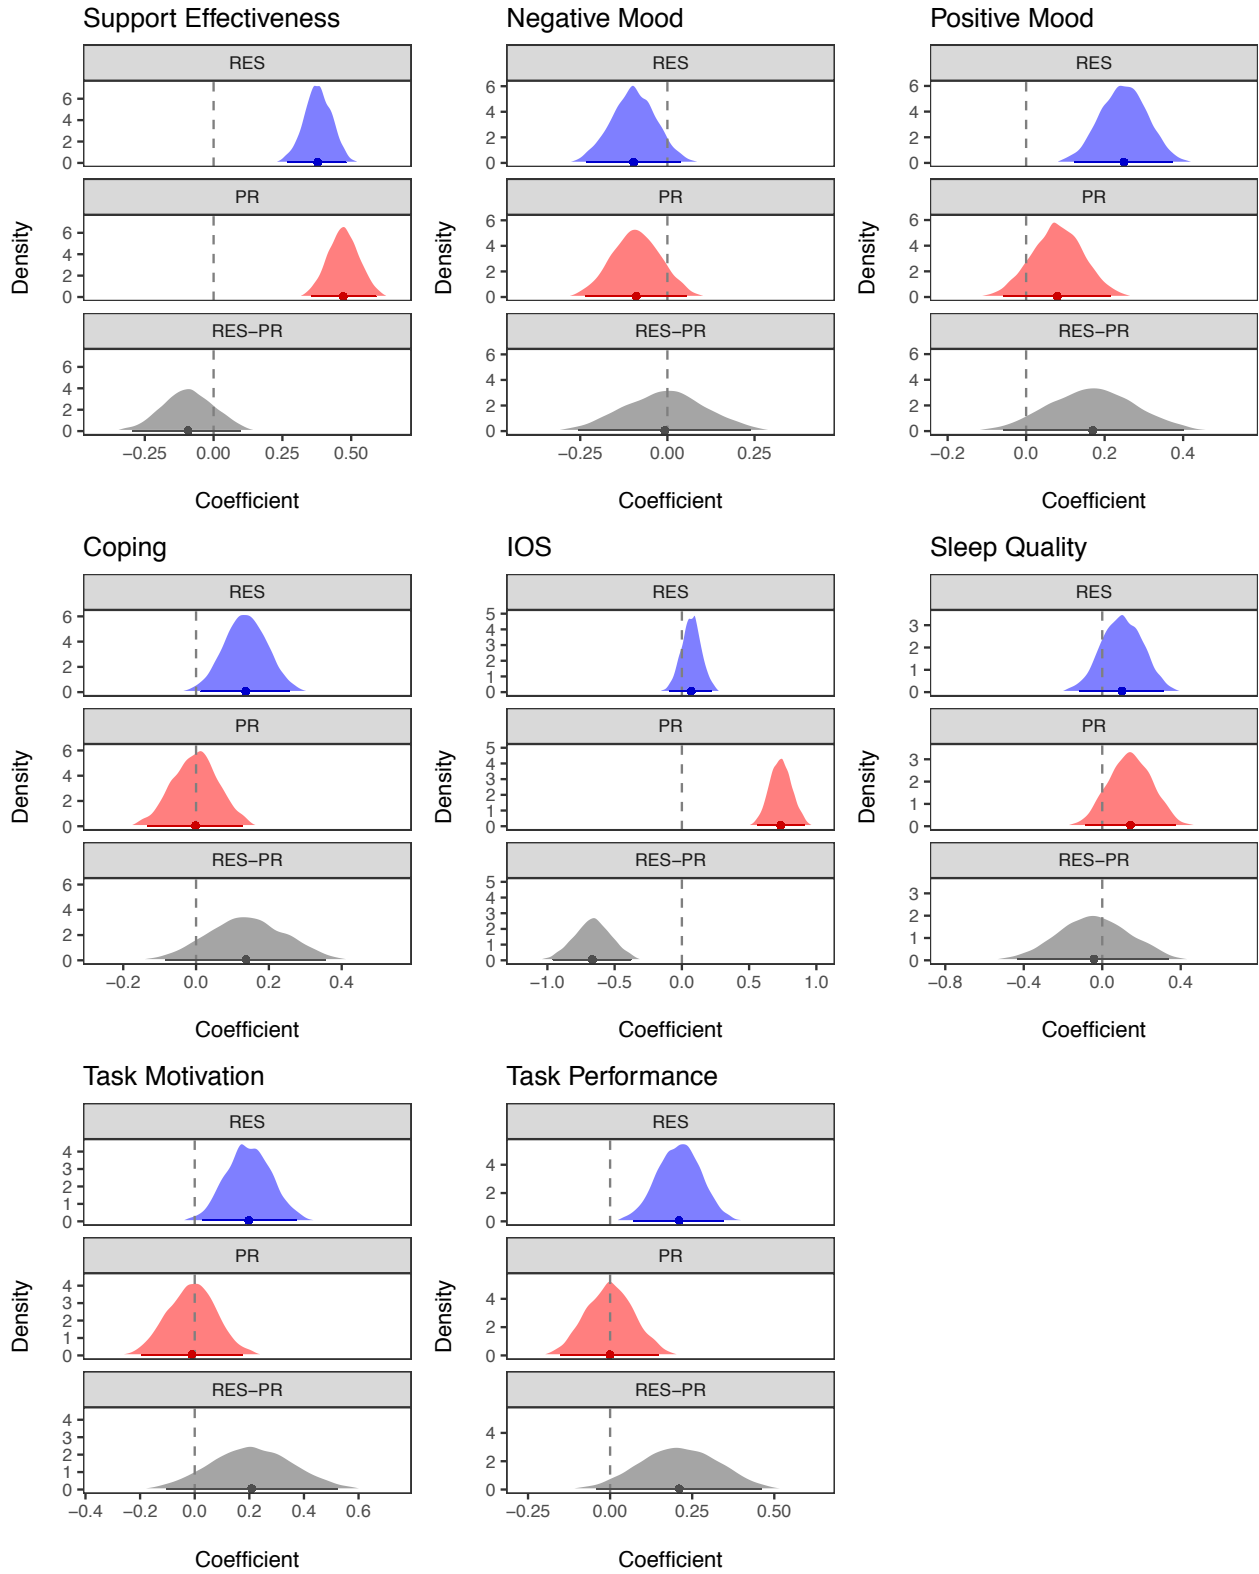 Support Effectiveness
RES
6
4
2
0
PR
6
4
2
0
RES−PR
6
4
2
0
−0.25 0.00 0.25 0.50
Density
Coefficient
Negative Mood
RES
6
4
2
0
PR
6
4
2
0
RES−PR
6
4
2
0
−0.25 0.00 0.25
Density
Coefficient
Positive Mood
RES
6
4
2
0
PR
6
4
2
0
RES−PR
6
4
2
0
−0.2 0.0 0.2 0.4
Density
Coefficient
Coping
RES
6
4
2
0
PR
6
4
2
0
RES−PR
6
4
2
0
−0.2 0.0 0.2 0.4
Density
Coefficient
IOS
RES
5
4
3
2
1
0
PR
5
4
3
2
1
0
RES−PR
5
4
3
2
1
0
−1.0 −0.5 0.0 0.5 1.0
Density
Coefficient
Sleep Quality
RES
3
2
1
0
PR
3
2
1
0
RES−PR
3
2
1
0
−0.8 −0.4 0.0 0.4
Density
Coefficient
Task Motivation
RES
4
3
2
1
0
PR
4
3
2
1
0
RES−PR
4
3
2
1
0
−0.4 −0.2 0.0 0.2 0.4 0.6
Density
Coefficient
Task Performance
RES
4
2
0
PR
4
2
0
RES−PR
4
2
0
−0.25 0.00 0.25 0.50
Density
Coefficient